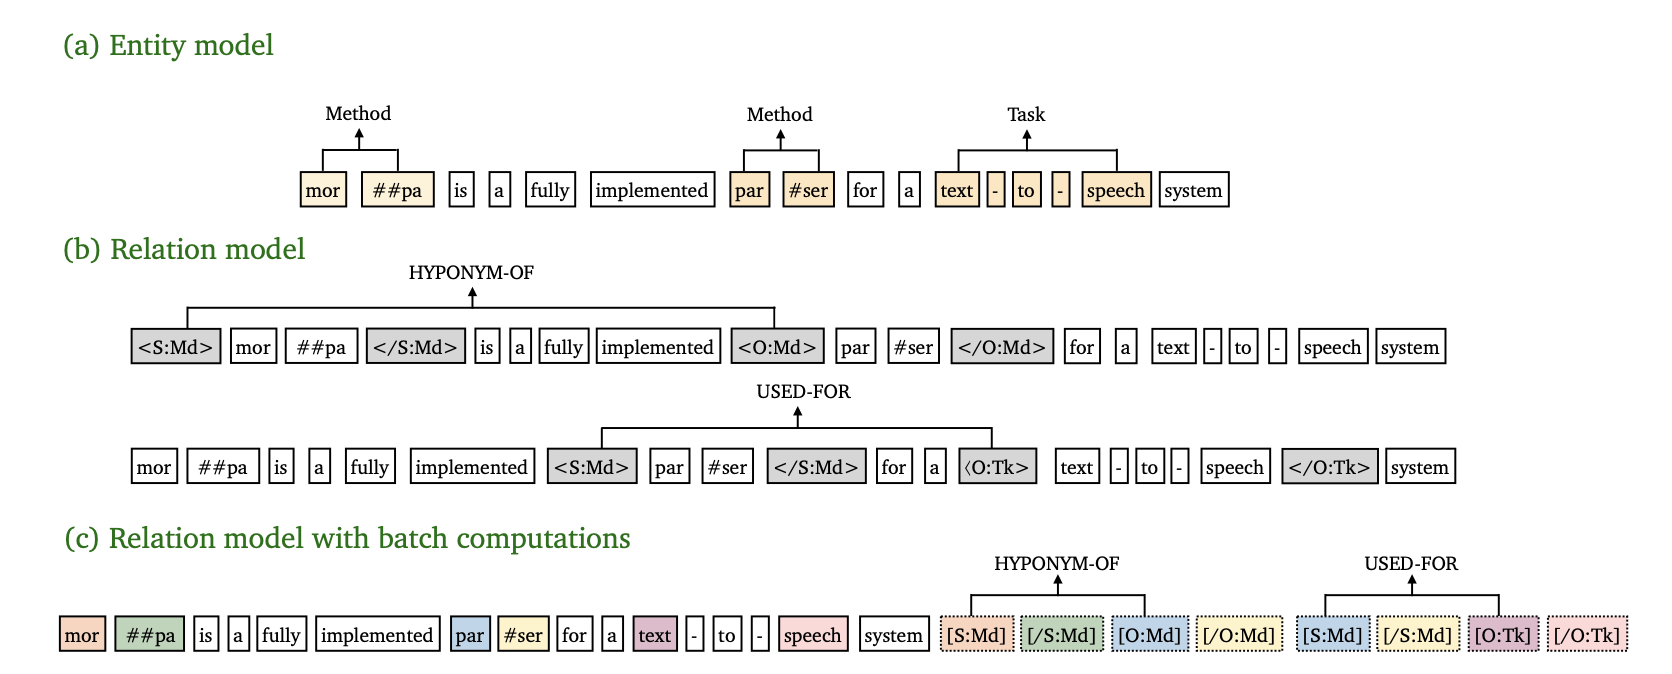 (a) Entity model
Method Method Task
mor ##pa is a fully implemented par #ser for a text - to - speech system
(b) Relation model
HYPONYM-OF
<S:Md> mor ##pa </S:Md> is a fully implemented <O:Md> par #ser </O:Md> for a text - to - speech system
USED-FOR
mor ##pa is a fully implemented <S:Md> par #ser </S:Md> for a ⟨O:Tk> text - to - speech </O:Tk> system
(c) Relation model with batch computations
HYPONYM-OF USED-FOR
mor ##pa is a fully implemented par #ser for a text - to - speech system [S:Md] [/S:Md] [O:Md] [/O:Md] [S:Md] [/S:Md] [O:Tk] [/O:Tk]